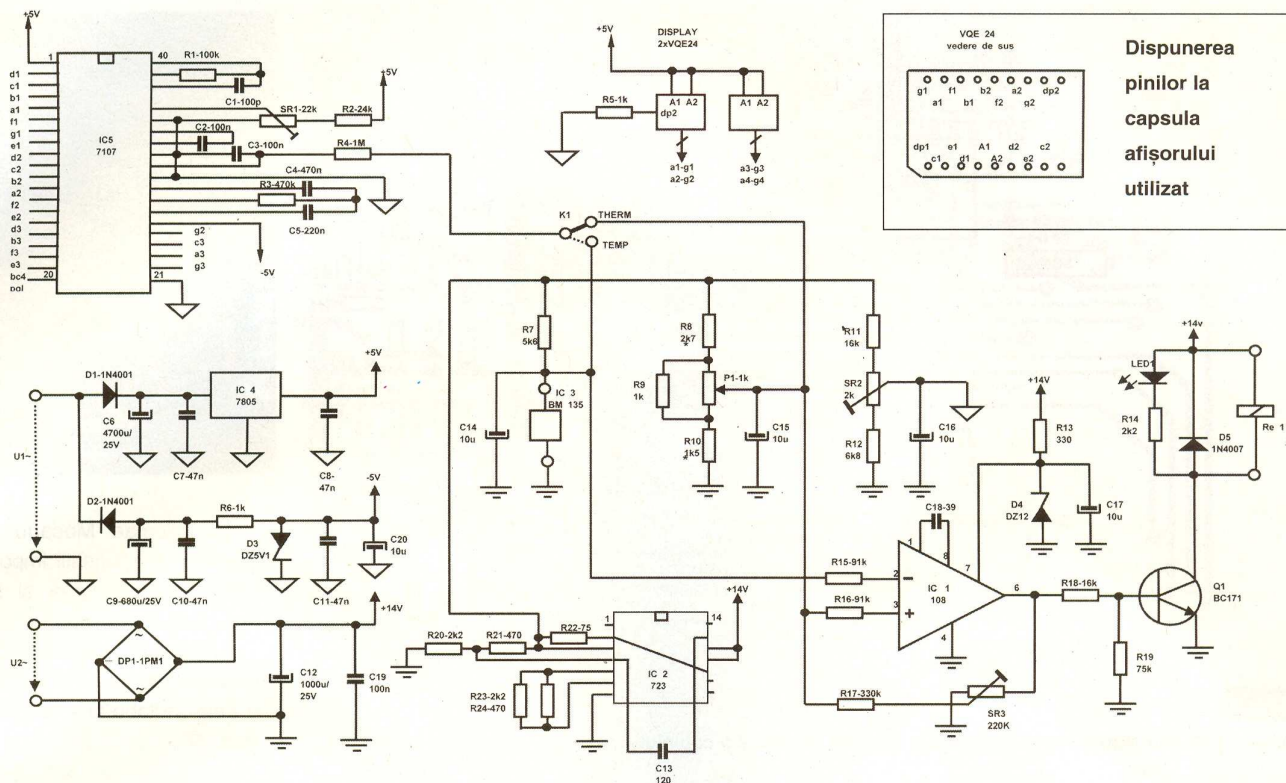 +5V
1
40
R1-100k
d1
c1
b1
a1
f1
g1
e1
d2
c2
b2
a2
f2
e2
d3
b3
f3
e3
bc4
pol
20
21
IC5
7107
C1-100p
SR1-22k
R2-24k
+5V
C2-100n
C3-100n
R4-1M
C4-470n
R3-470k
C5-220n
g2
c3
a3
g3
-5V
+5V
DISPLAY
2xVQE24
R5-1k
A1 A2
dp2
A1 A2
a1-g1
a2-g2
a3-g3
a4-g4
VQE 24
vedere de sus
g1 f1 b2 a2 dp2
a1 b1 f2 g2
dp1 e1 A1 d2 c2
c1 d1 A2 e2
Dispunerea
pinilor la
capsula
afișorului
utilizat
K1
THERM
TEMP
R7
5k6
R8
2k7
*
R11
16k
R9
1k
P1-1k
SR2
2k
IC 3
BM 135
R10
1k5
*
R12
6k8
C14
10u
C15
10u
C16
10u
+14V
R13
330
D4
DZ12
C17
10u
+14v
LED1
R14
2k2
D5
1N4007
Re 1
U1~
D1-1N4001
IC 4
7805
+5V
C6
4700u/
25V
C7-47n
C8-
47n
D2-1N4001
R6-1k
-5V
D3
DZ5V1
C20
10u
C9-680u/25V
C10-47n
C11-47n
+14V
U2~
~
DP1-1PM1
~
C12
1000u/
25V
C19
100n
R20-2k2
R21-470
R22-75
1
14
+14V
IC 2
723
R23-2k2
R24-470
C13
120
C18-39
1
8
7
R15-91k
2
R16-91k
3
IC 1
108
6
4
R17-330k
SR3
220K
R18-16k
R19
75k
Q1
BC171